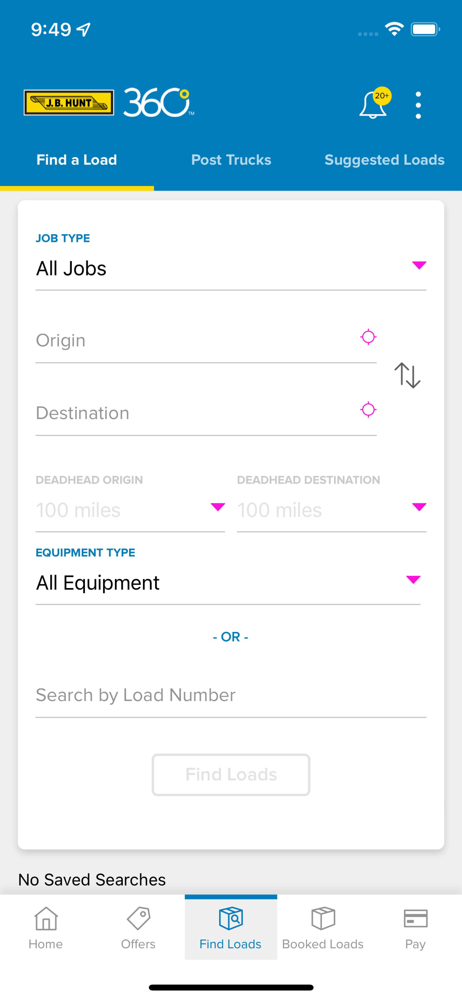 9:49
J.B. HUNT 360°™
20+
Find a Load Post Trucks Suggested Loads
JOB TYPE
All Jobs
Origin
Destination
DEADHEAD ORIGIN DEADHEAD DESTINATION
100 miles 100 miles
EQUIPMENT TYPE
All Equipment
- OR -
Search by Load Number
Find Loads
No Saved Searches
Home Offers Find Loads Booked Loads Pay